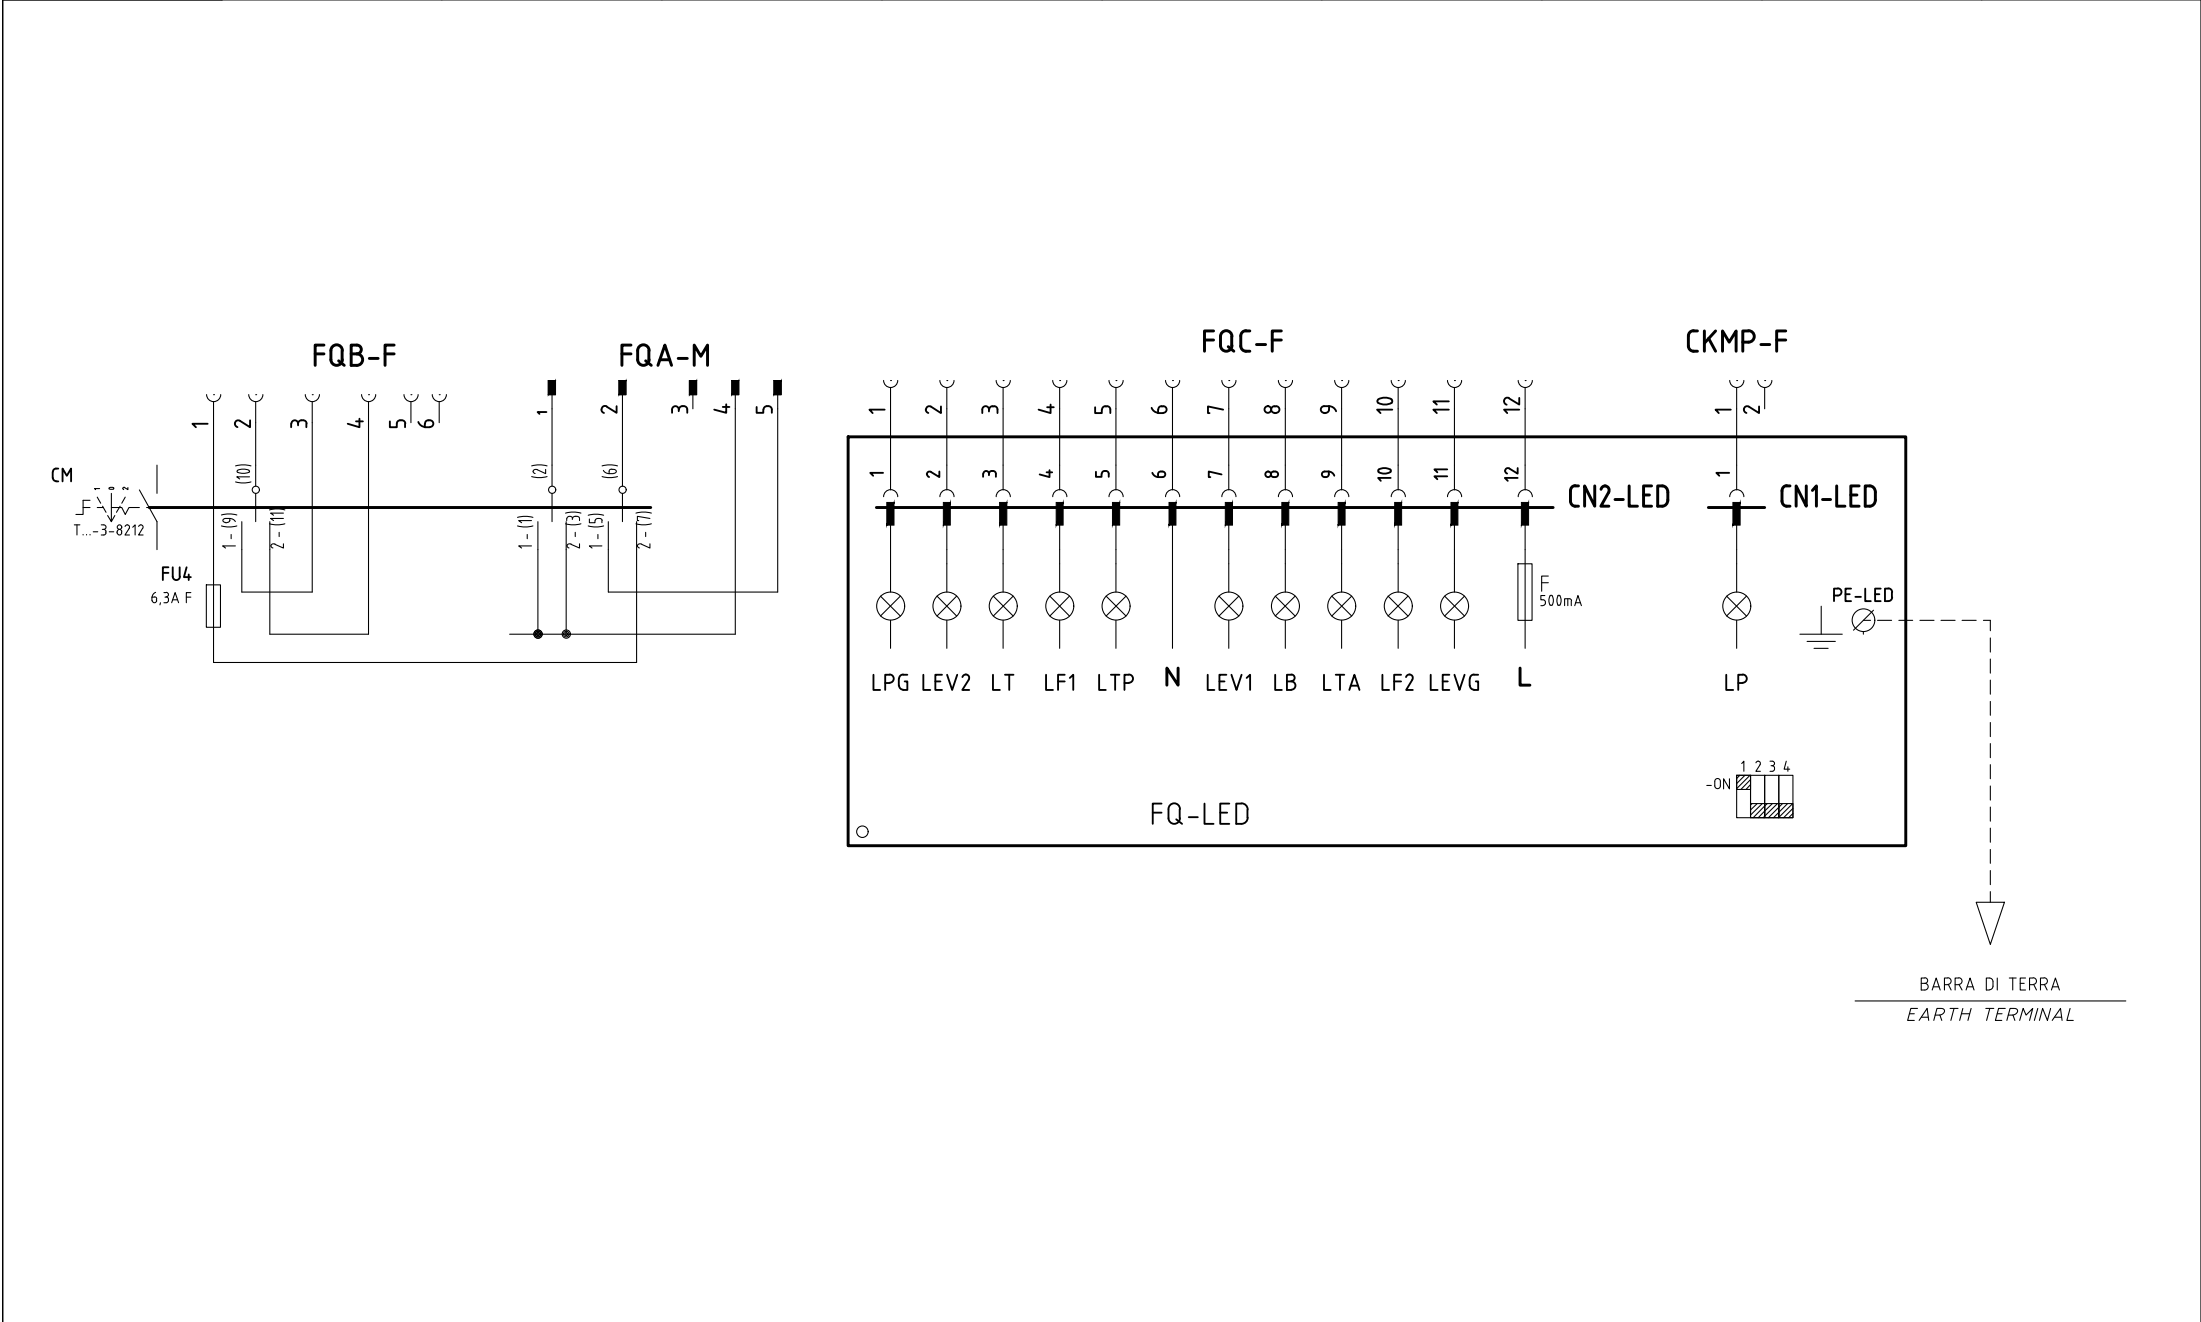 FQB-F FQA-M FQC-F CKMP-F
1 2 3 4 5 6 1 2 3 4 5 1 2 3 4 5 6 7 8 9 10 11 12 1 2
CM (10) (2) (6) 1 2 3 4 5 6 7 8 9 10 11 12 CN2-LED 1 CN1-LED
1 0 2
T...-3-8212 1-(9) 2-(11) 1-(1) 2-(3) 1-(5) 2-(7)
FU4
6,3A F
F
500mA
PE-LED
LPG LEV2 LT LF1 LTP N LEV1 LB LTA LF2 LEVG L LP
1 2 3 4
-ON
FQ-LED
BARRA DI TERRA
EARTH TERMINAL